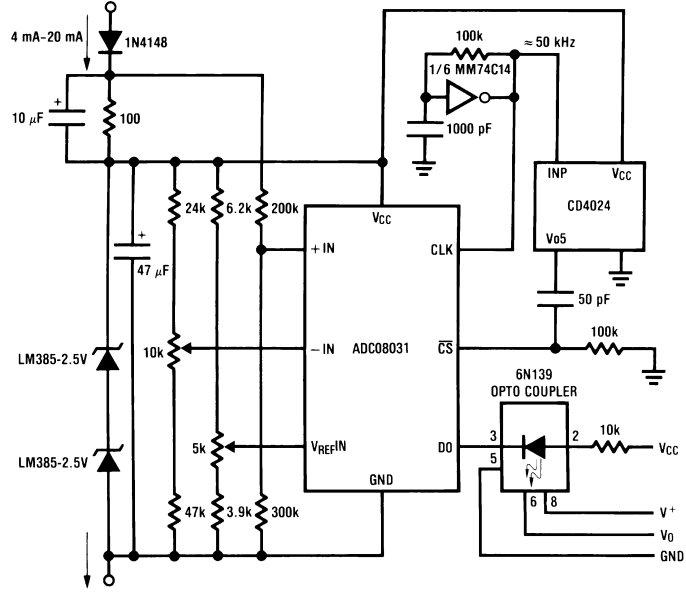 4 mA–20 mA
1N4148
10 μF
+
100
100k
≈ 50 kHz
1/6 MM74C14
1000 pF
INP
VCC
CD4024
VO5
24k
6.2k
200k
VCC
+IN
CLK
+
47 μF
50 pF
LM385-2.5V
10k
–IN
ADC08031
CS
100k
6N139
OPTO COUPLER
LM385-2.5V
5k
VREFIN
DO
3
2
10k
VCC
5
GND
6
8
47k
3.9k
300k
V+
VO
GND